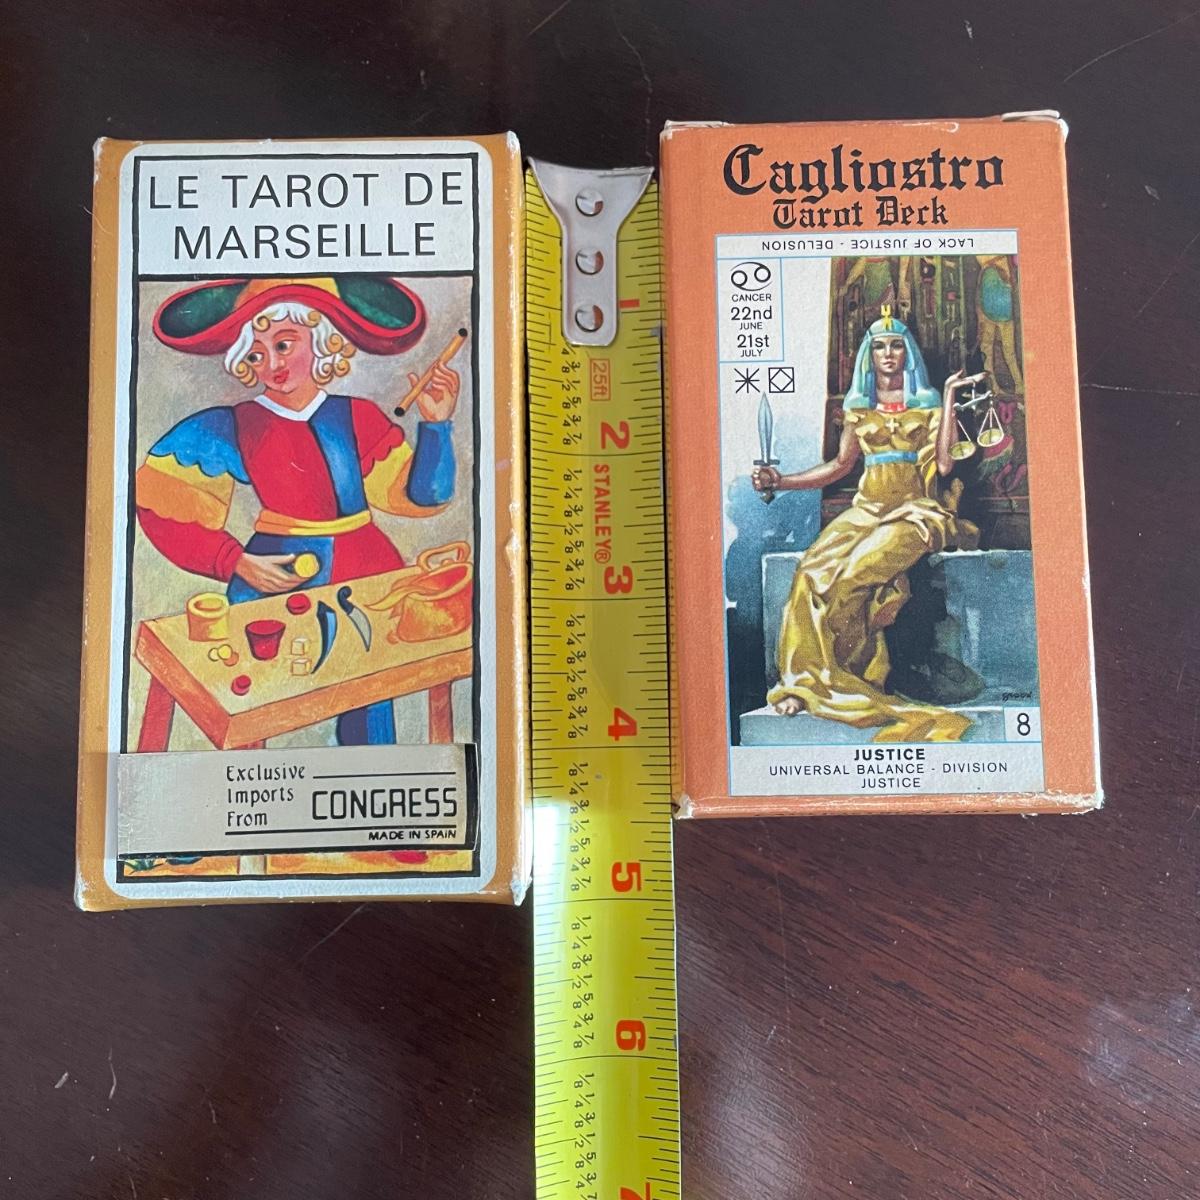 LE TAROT DE
MARSEILLE
Exclusive
Imports
From
CONGRESS
MADE IN SPAIN
1
25ft
2
STANLEY®
3
4
5
6
7
Cagliostro
Tarot Deck
LACK OF JUSTICE - DELUSION
CANCER
22nd
JUNE
21st
JULY
8
JUSTICE
UNIVERSAL BALANCE - DIVISION
JUSTICE